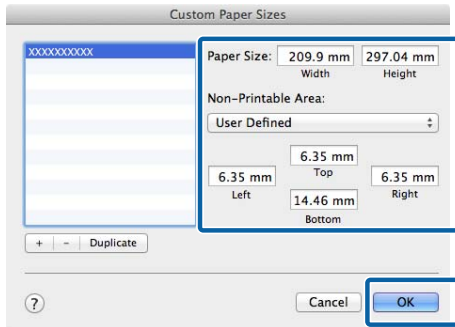 Custom Paper Sizes
XXXXXXXXXX
Paper Size: 209.9 mm 297.04 mm
Width Height
Non-Printable Area:
User Defined
6.35 mm
Top
6.35 mm 6.35 mm
Left Right
14.46 mm
Bottom
+ - Duplicate
? Cancel OK